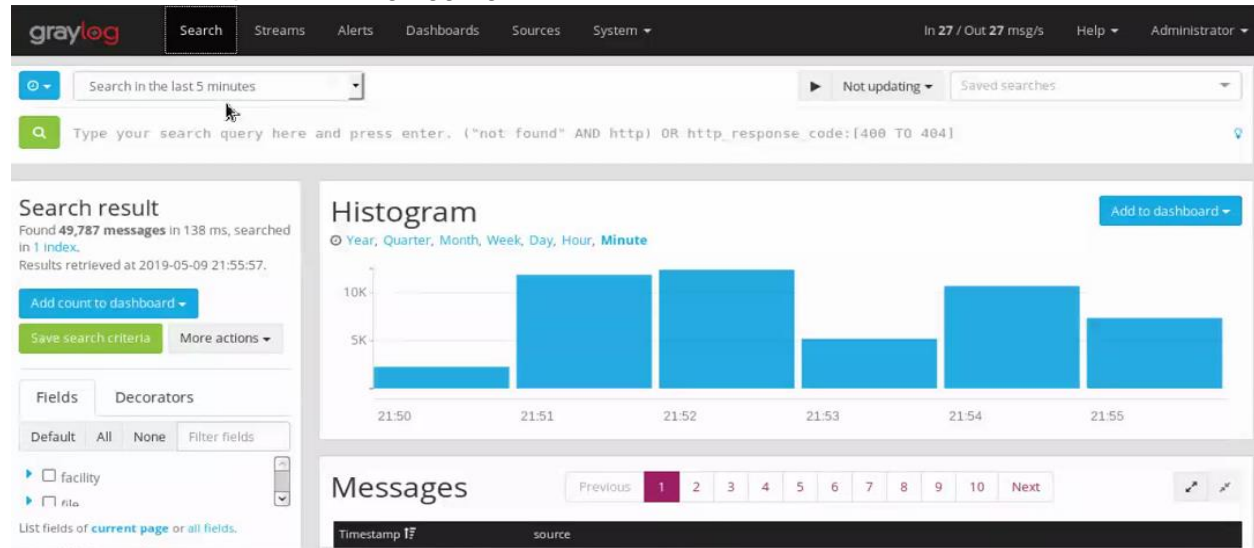 graylog Search Streams Alerts Dashboards Sources System In 27 / Out 27 msg/s Help Administrator
Search in the last 5 minutes Not updating Saved searches
Type your search query here and press enter. ("not found" AND http) OR http_response_code:[400 TO 404]
Search result
Found 49,787 messages in 138 ms, searched
in 1 index.
Results retrieved at 2019-05-09 21:55:57.
Add count to dashboard
Save search criteria More actions
Fields Decorators
Default All None Filter fields
facility
file
List fields of current page or all fields.
Histogram
Add to dashboard
Year, Quarter, Month, Week, Day, Hour, Minute
10K
5K
21:50 21:51 21:52 21:53 21:54 21:55
Messages
Previous 1 2 3 4 5 6 7 8 9 10 Next
Timestamp source